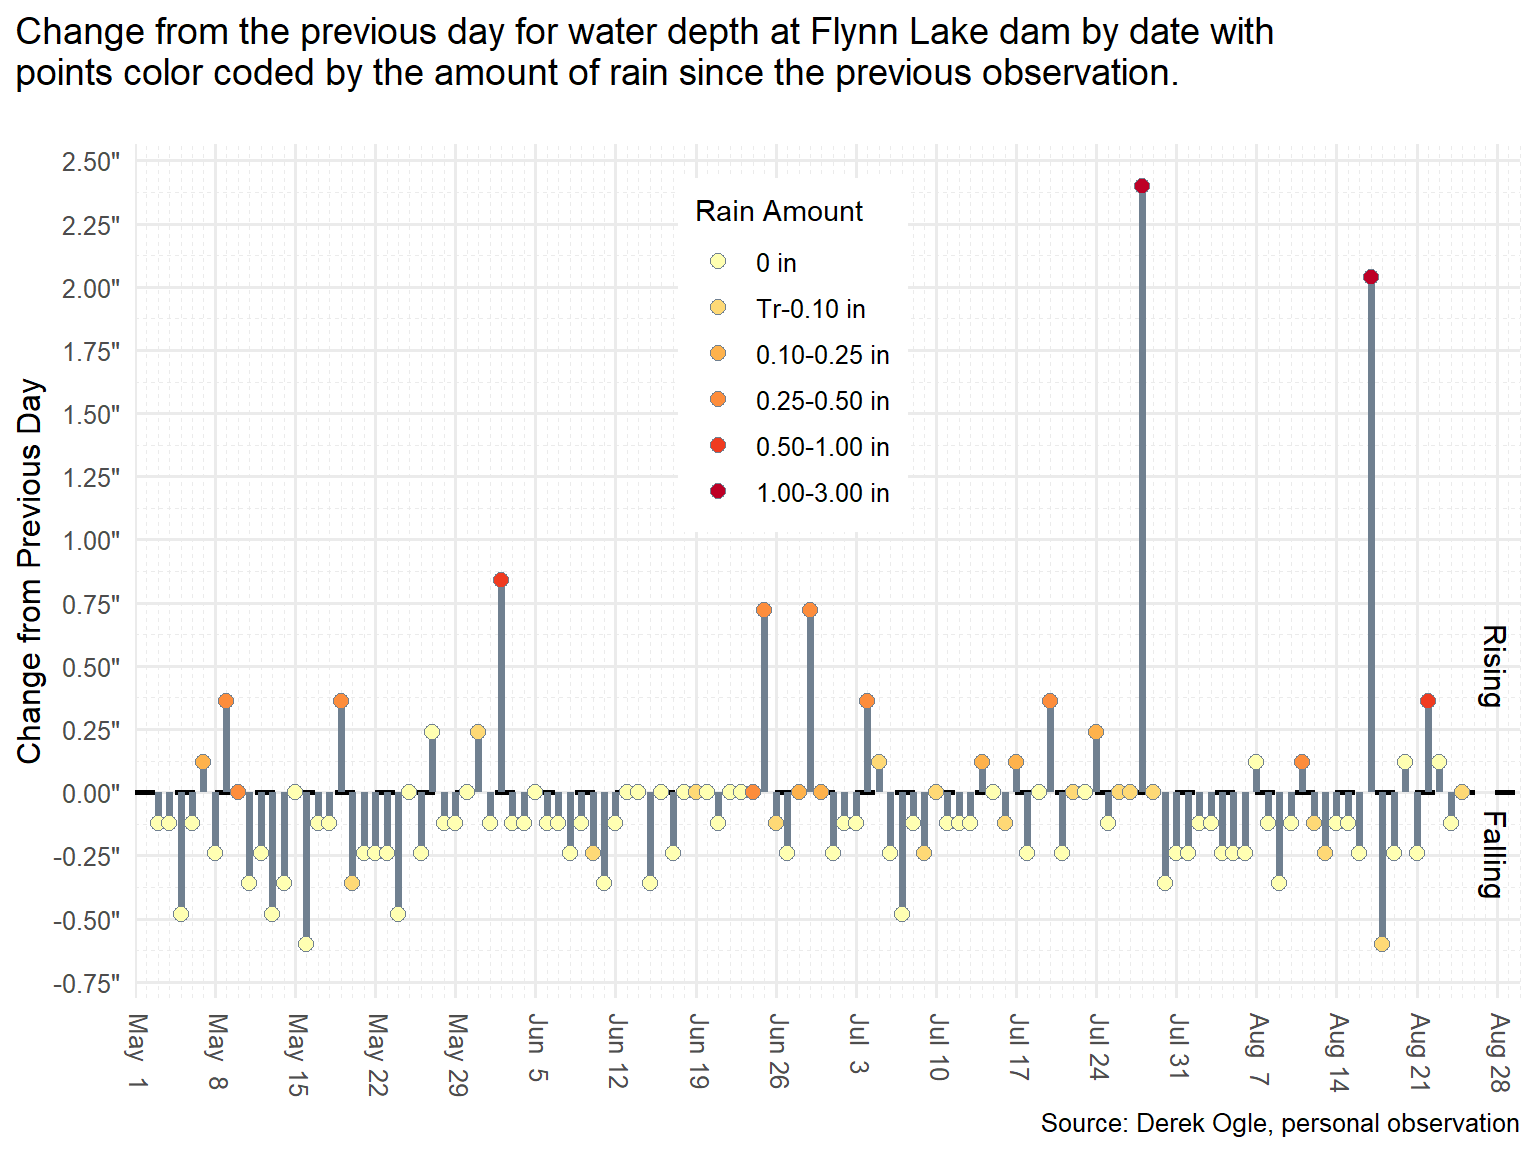 Change from the previous day for water depth at Flynn Lake dam by date with
points color coded by the amount of rain since the previous observation.
Change from Previous Day
2.50"
2.25"
2.00"
1.75"
1.50"
1.25"
1.00"
0.75"
0.50"
0.25"
0.00"
-0.25"
-0.50"
-0.75"
Rain Amount
0 in
Tr-0.10 in
0.10-0.25 in
0.25-0.50 in
0.50-1.00 in
1.00-3.00 in
Rising
Falling
May 1
May 8
May 15
May 22
May 29
Jun 5
Jun 12
Jun 19
Jun 26
Jul 3
Jul 10
Jul 17
Jul 24
Jul 31
Aug 7
Aug 14
Aug 21
Aug 28
Source: Derek Ogle, personal observation